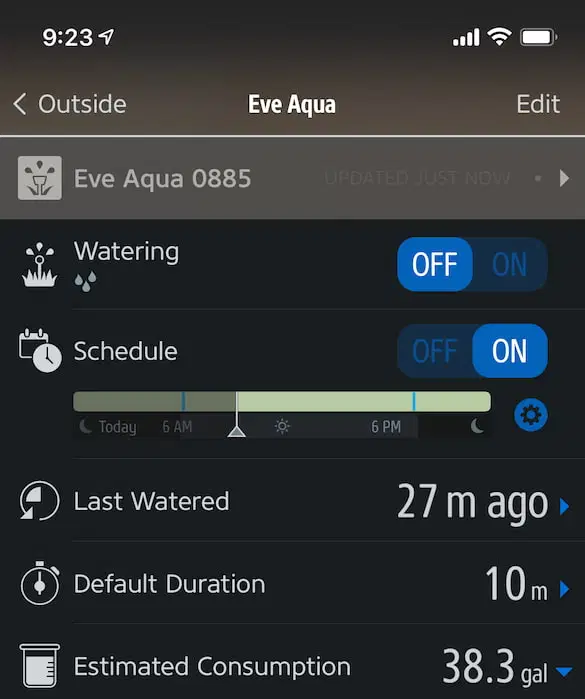 9:23
Outside Eve Aqua Edit
Eve Aqua 0885 UPDATED JUST NOW
Watering OFF ON
Schedule OFF ON
Today 6 AM 6 PM
Last Watered 27 m ago
Default Duration 10 m
Estimated Consumption 38.3 gal